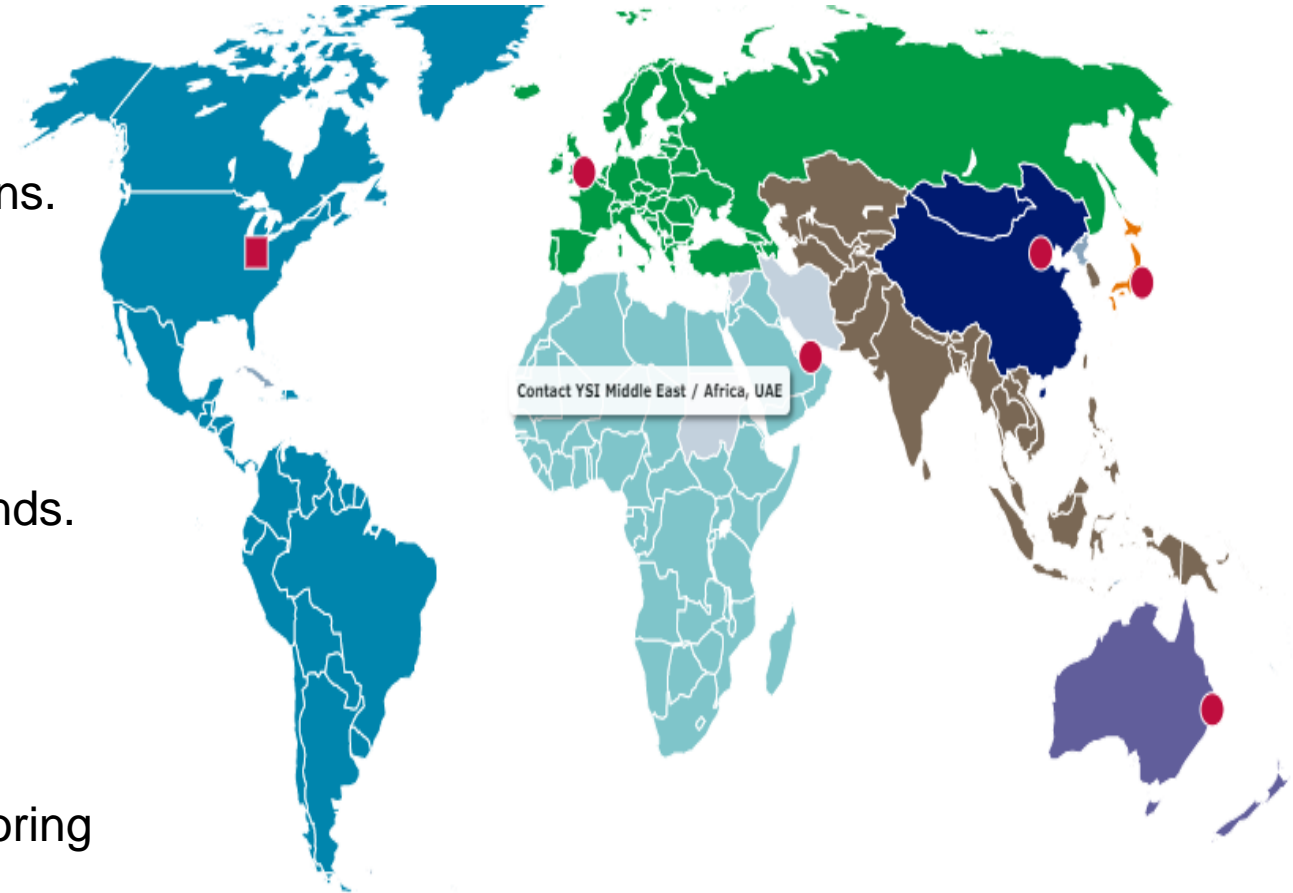 ns.
Contact YSI Middle East / Africa, UAE
nds.
oring